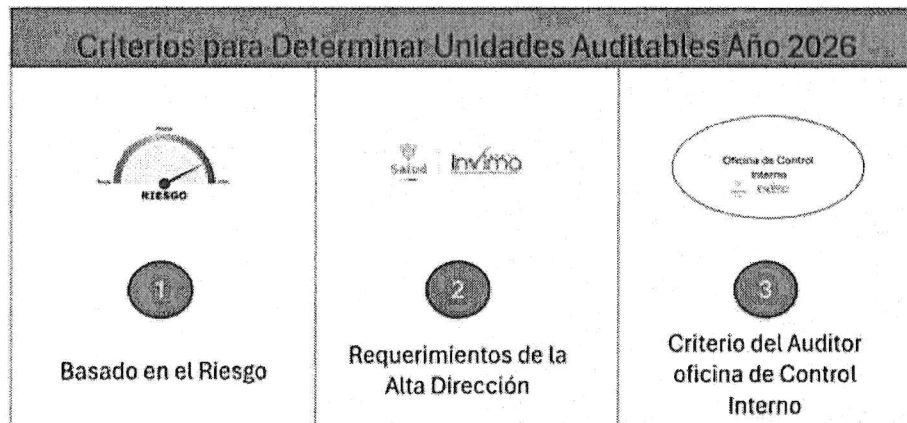 Criterios para Determinar Unidades Auditables Año 2026
RIESGO
Salud
Invima
Oficina de Control
Interno
1
2
3
Basado en el Riesgo
Requerimientos de la
Alta Dirección
Criterio del Auditor
oficina de Control
Interno